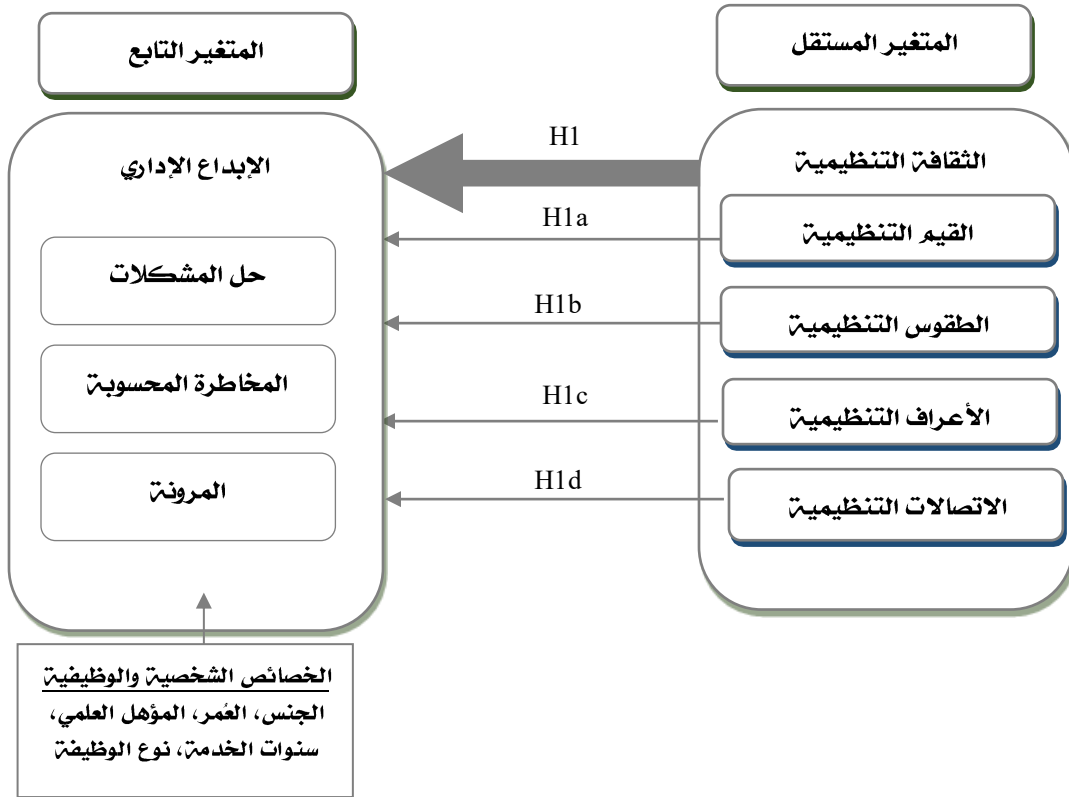 المتغير المستقل
المتغير التابع
الثقافة التنظيمية
القيم التنظيمية
الطقوس التنظيمية
الأعراف التنظيمية
الاتصالات التنظيمية
H1
H1a
H1b
H1c
H1d
الإبداع الإداري
حل المشكلات
المخاطرة المحسوبة
المرونة
الخصائص الشخصية والوظيفية
الجنس، العُمر، المؤهل العلمي،
سنوات الخدمة، نوع الوظيفة